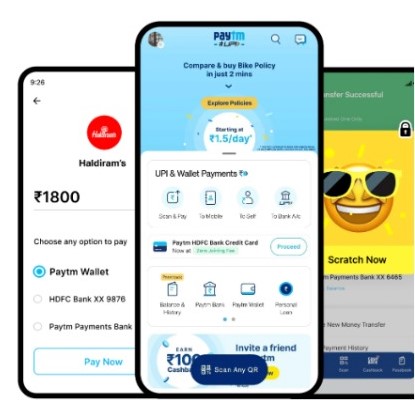 9:26
Haldiram's
Haldiram's
₹1800
Choose any option to pay
Paytm Wallet
HDFC Bank XX 9876
Paytm Payments Bank
Pay Now
paytm
UPI
Compare & buy Bike Policy
in just 2 mins
Explore Policies
Starting at
₹1.5/day*
UPI & Wallet Payments
Scan & Pay
To Mobile
To Self
To Bank A/c
Paytm HDFC Bank Credit Card
Now at Zero Joining Fee
Proceed
Balance &
History
Paytm Bank
Paytm Wallet
Personal
Loan
EARN
₹100
Cashb
Invite a friend
tm
Scan Any QR
nsfer Successful
Scratch Now
m Payments Bank XX 6465
e New Money Transfer
Payment History
Scan
Cashback
Passbook